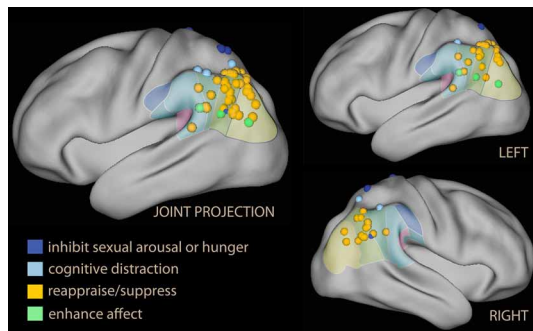 JOINT PROJECTION
LEFT
inhibit sexual arousal or hunger
cognitive distraction
reappraise/suppress
enhance affect
RIGHT